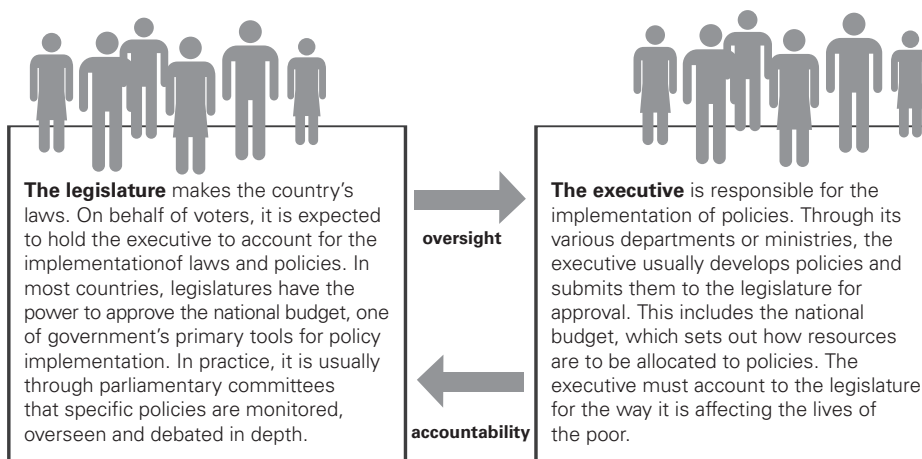 The legislature makes the country's
laws. On behalf of voters, it is expected
to hold the executive to account for the
implementationof laws and policies. In
most countries, legislatures have the
power to approve the national budget, one
of government's primary tools for policy
implementation. In practice, it is usually
through parliamentary committees
that specific policies are monitored,
overseen and debated in depth.
oversight
accountability
The executive is responsible for the
implementation of policies. Through its
various departments or ministries, the
executive usually develops policies and
submits them to the legislature for
approval. This includes the national
budget, which sets out how resources
are to be allocated to policies. The
executive must account to the legislature
for the way it is affecting the lives of
the poor.